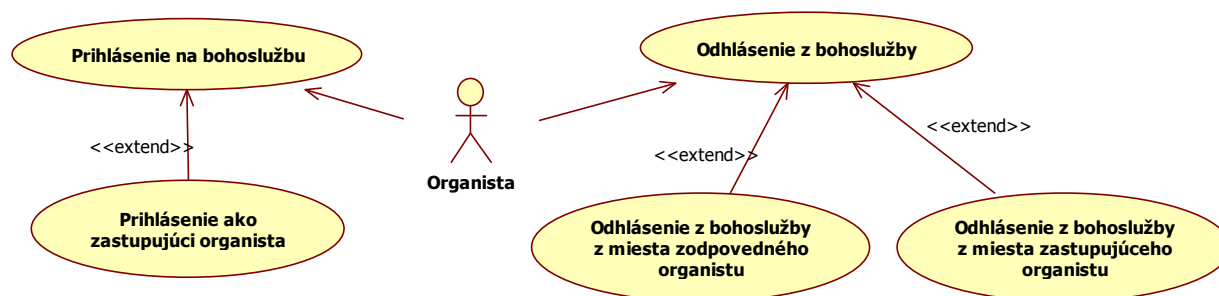 Prihlásenie na bohoslužbu
Odhlásenie z bohoslužby
<<extend>>
<<extend>>
<<extend>>
Organista
Prihlásenie ako
zastupujúci organista
Odhlásenie z bohoslužby
z miesta zodpovedného
organistu
Odhlásenie z bohoslužby
z miesta zastupujúceho
organistu